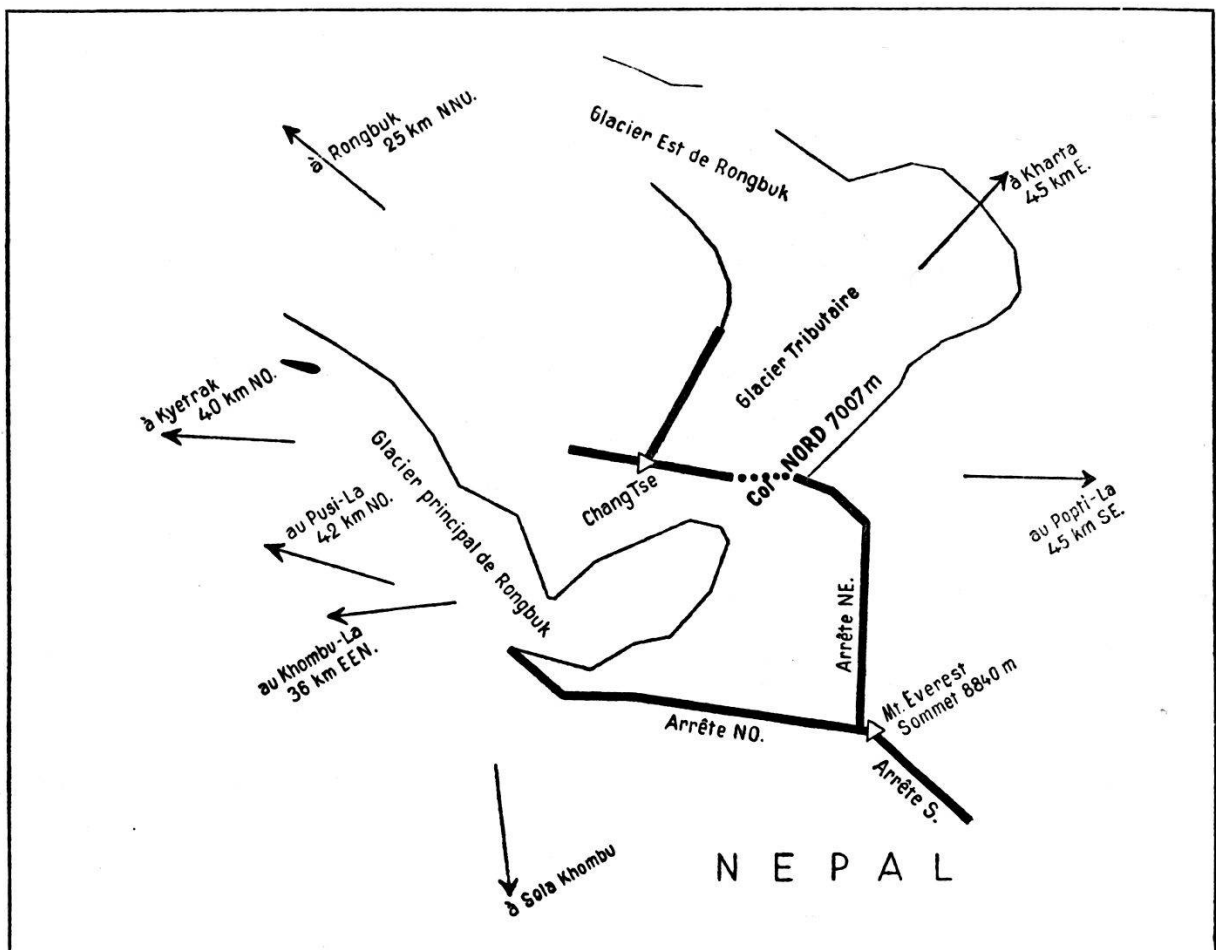 à Rongbuk
25 km NNU.
Glacier Est de Rongbuk
à Kharta
45 km E.
Glacier Tributaire
à Kyetrak
40 km NO.
Col NORD 7007 m
Chang Tse
Glacier principal de Rongbuk
au Pusi-La
42 km NO.
au Popti-La
45 km SE.
au Khombu-La
36 km EEN.
Arrête NE.
Mt. Everest
Sommet 8840 m
Arrête NO.
Arrête S.
à Sola Khombu
NEPAL